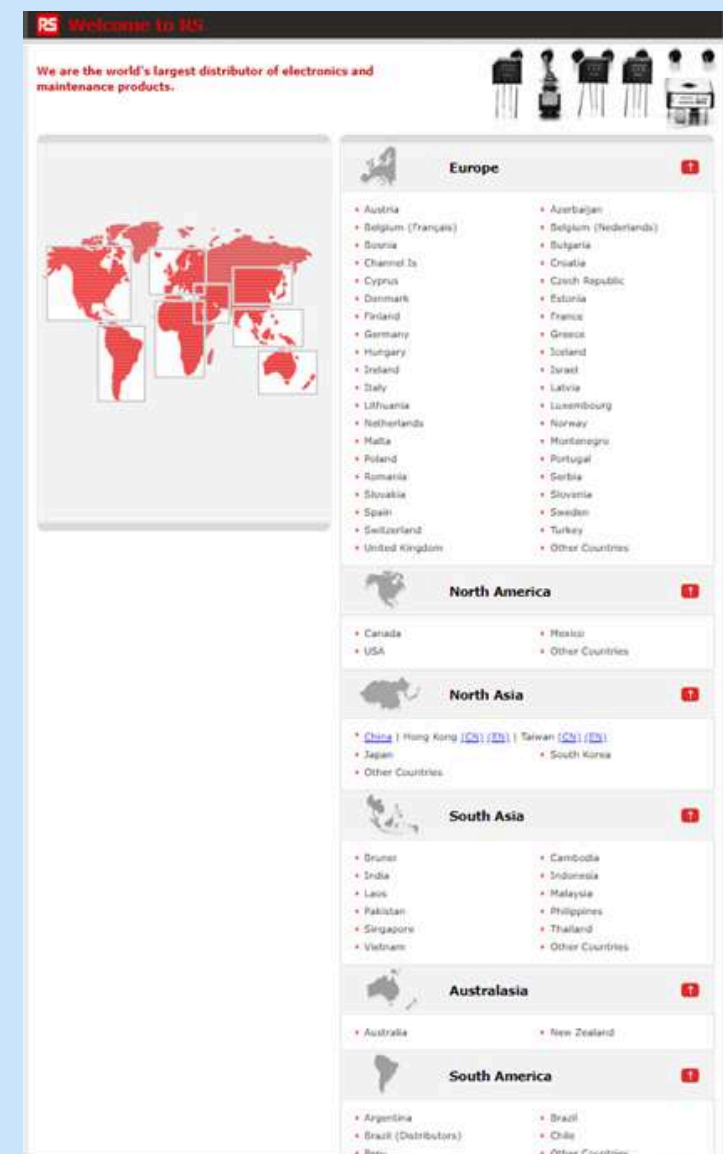 RS Welcome to RS
We are the world's largest distributor of electronics and
maintenance products.
Europe
Austria
Azerbaijan
Belgium (Français)
Belgium (Nederlands)
Bosnia
Bulgaria
Channel Is
Croatia
Cyprus
Czech Republic
Denmark
Estonia
Finland
France
Germany
Greece
Hungary
Iceland
Ireland
Israel
Italy
Latvia
Lithuania
Luxembourg
Netherlands
Norway
Malta
Montenegro
Poland
Portugal
Romania
Serbia
Slovakia
Slovenia
Spain
Sweden
Switzerland
Turkey
United Kingdom
Other Countries
North America
Canada
Mexico
USA
Other Countries
North Asia
China | Hong Kong (CN) (EN) | Taiwan (CN) (EN)
Japan
South Korea
Other Countries
South Asia
Brunei
Cambodia
India
Indonesia
Laos
Malaysia
Pakistan
Philippines
Singapore
Thailand
Vietnam
Other Countries
Australasia
Australia
New Zealand
South America
Argentina
Brazil
Brazil (Distributors)
Chile
Peru
Other Countries